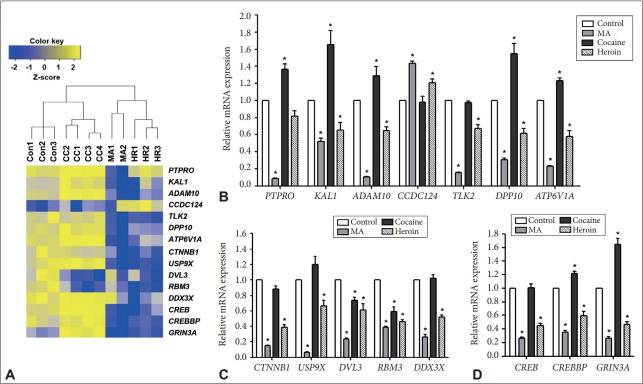 Color key
-2 -1 0 1 2
Z-score
Con1 Con2 Con3 CC2 CC1 CC3 CC4 MA1 MA2 HR1 HR2 HR3
PTPRO
KAL1
ADAM10
CCDC124
TLK2
DPP10
ATP6V1A
CTNNB1
USP9X
DVL3
RBM3
DDX3X
CREB
CREBBP
GRIN3A
A
Relative mRNA expression
2.0
1.8
1.6
1.4
1.2
1.0
0.8
0.6
0.4
0.2
0.0
Control
MA
Cocaine
Heroin
* * * * * * * * * * * * * * * * * *
PTPRO KAL1 ADAM10 CCDC124 TLK2 DPP10 ATP6V1A
B
Relative mRNA expression
1.6
1.4
1.2
1.0
0.8
0.6
0.4
0.2
0.0
Control Cocaine
MA Heroin
* * * * * * * * * * * *
CTNNB1 USP9X DVL3 RBM3 DDX3X
C
Relative mRNA expression
1.8
1.6
1.4
1.2
1.0
0.8
0.6
0.4
0.2
0.0
Control Cocaine
MA Heroin
* * * * * * * *
CREB CREBBP GRIN3A
D